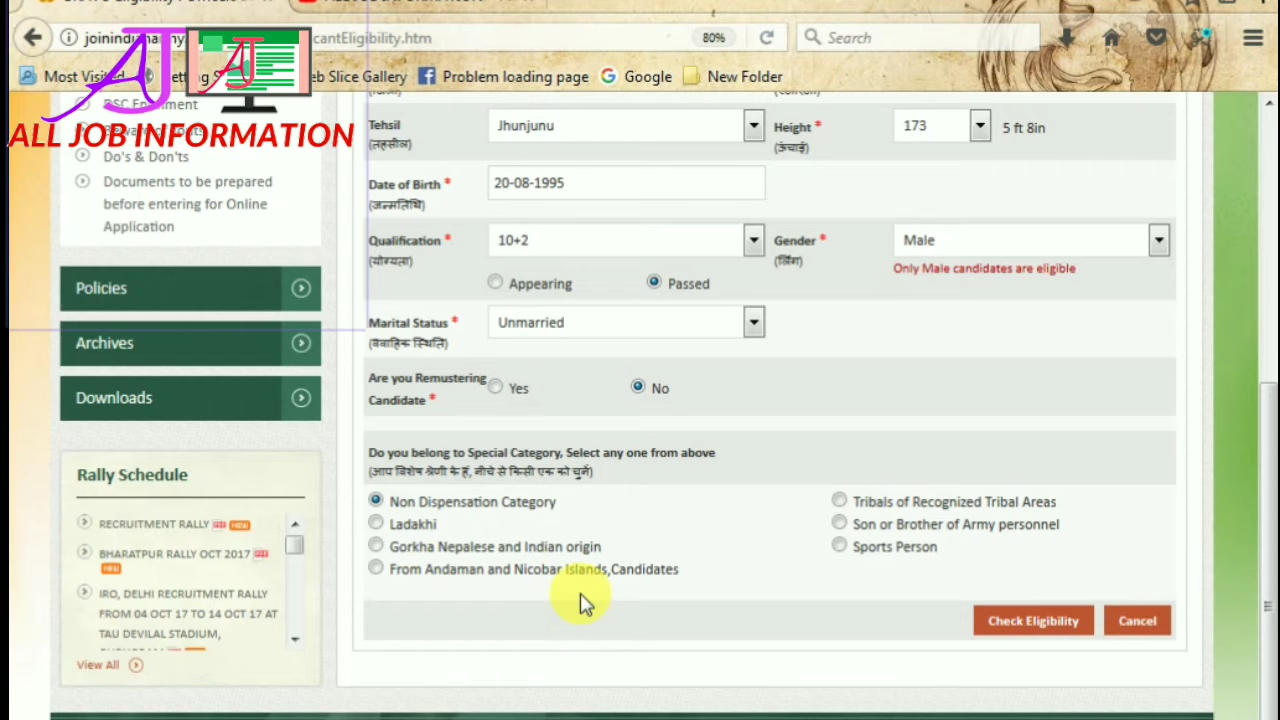 joinindi
cantEligibility.htm
80%
Search
Most Visited
eb Slice Gallery
Problem loading page
Google
New Folder
AJ
AJ
ALL JOB INFORMATION
Do's & Don'ts
Documents to be prepared
before entering for Online
Application
Policies
Archives
Downloads
Rally Schedule
RECRUITMENT RALLY NEW
BHARATPUR RALLY OCT 2017
NEW
IRO, DELHI RECRUITMENT RALLY
FROM 04 OCT 17 TO 14 OCT 17 AT
TAU DEVILAL STADIUM,
View All
Tehsil
(तहसील)
Jhunjunu
Height *
(ऊंचाई)
173
5 ft 8in
Date of Birth *
(जन्मतिथि)
20-08-1995
Qualification *
(योग्यता)
10+2
Gender *
(लिंग)
Male
Only Male candidates are eligible
Appearing
Passed
Marital Status *
(वैवाहिक स्थिति)
Unmarried
Are you Remustering
Candidate *
Yes
No
Do you belong to Special Category, Select any one from above
(आप विशेष श्रेणी के हं, नीचे से किसी एक को चुनें)
Non Dispensation Category
Tribals of Recognized Tribal Areas
Ladakhi
Son or Brother of Army personnel
Gorkha Nepalese and Indian origin
Sports Person
From Andaman and Nicobar Islands,Candidates
Check Eligibility
Cancel